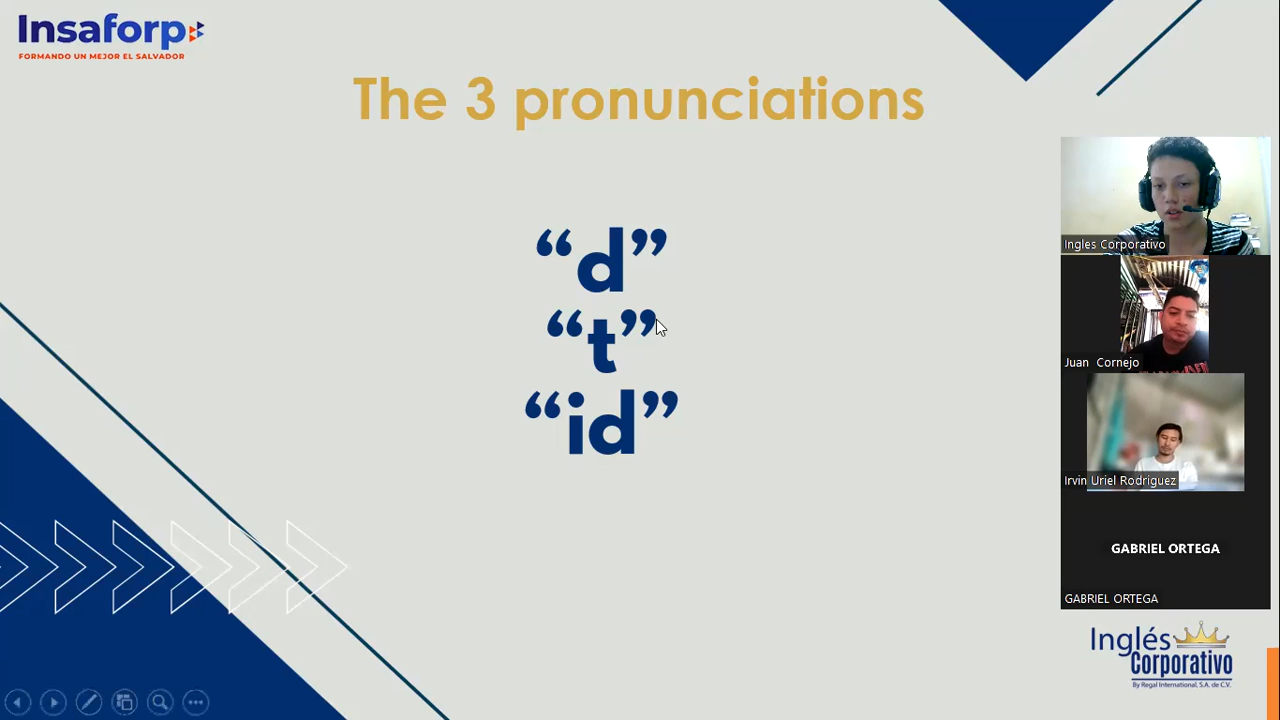 Insaforp
FORMANDO UN MEJOR EL SALVADOR
The 3 pronunciations
“d”
“t”
“id”
Ingles Corporativo
Juan Cornejo
Irvin Uriel Rodriguez
GABRIEL ORTEGA
GABRIEL ORTEGA
Inglés
Corporativo
By Regal International, S.A. de C.V.